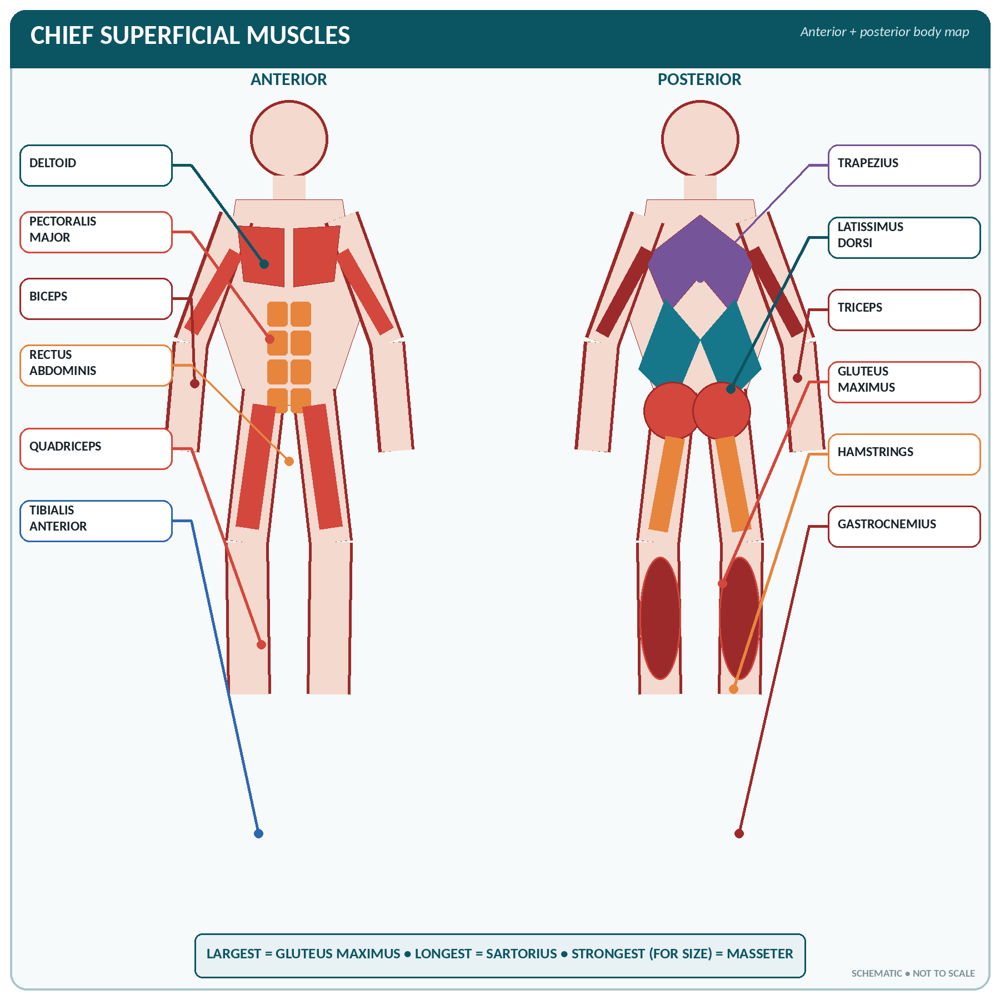 CHIEF SUPERFICIAL MUSCLES
Anterior + posterior body map
ANTERIOR
POSTERIOR
DELTOID
PECTORALIS
MAJOR
BICEPS
RECTUS
ABDOMINIS
QUADRICEPS
TIBIALIS
ANTERIOR
TRAPEZIUS
LATISSIMUS
DORSI
TRICEPS
GLUTEUS
MAXIMUS
HAMSTRINGS
GASTROCNEMIUS
LARGEST = GLUTEUS MAXIMUS ● LONGEST = SARTORIUS ● STRONGEST (FOR SIZE) = MASSETER
SCHEMATIC ● NOT TO SCALE